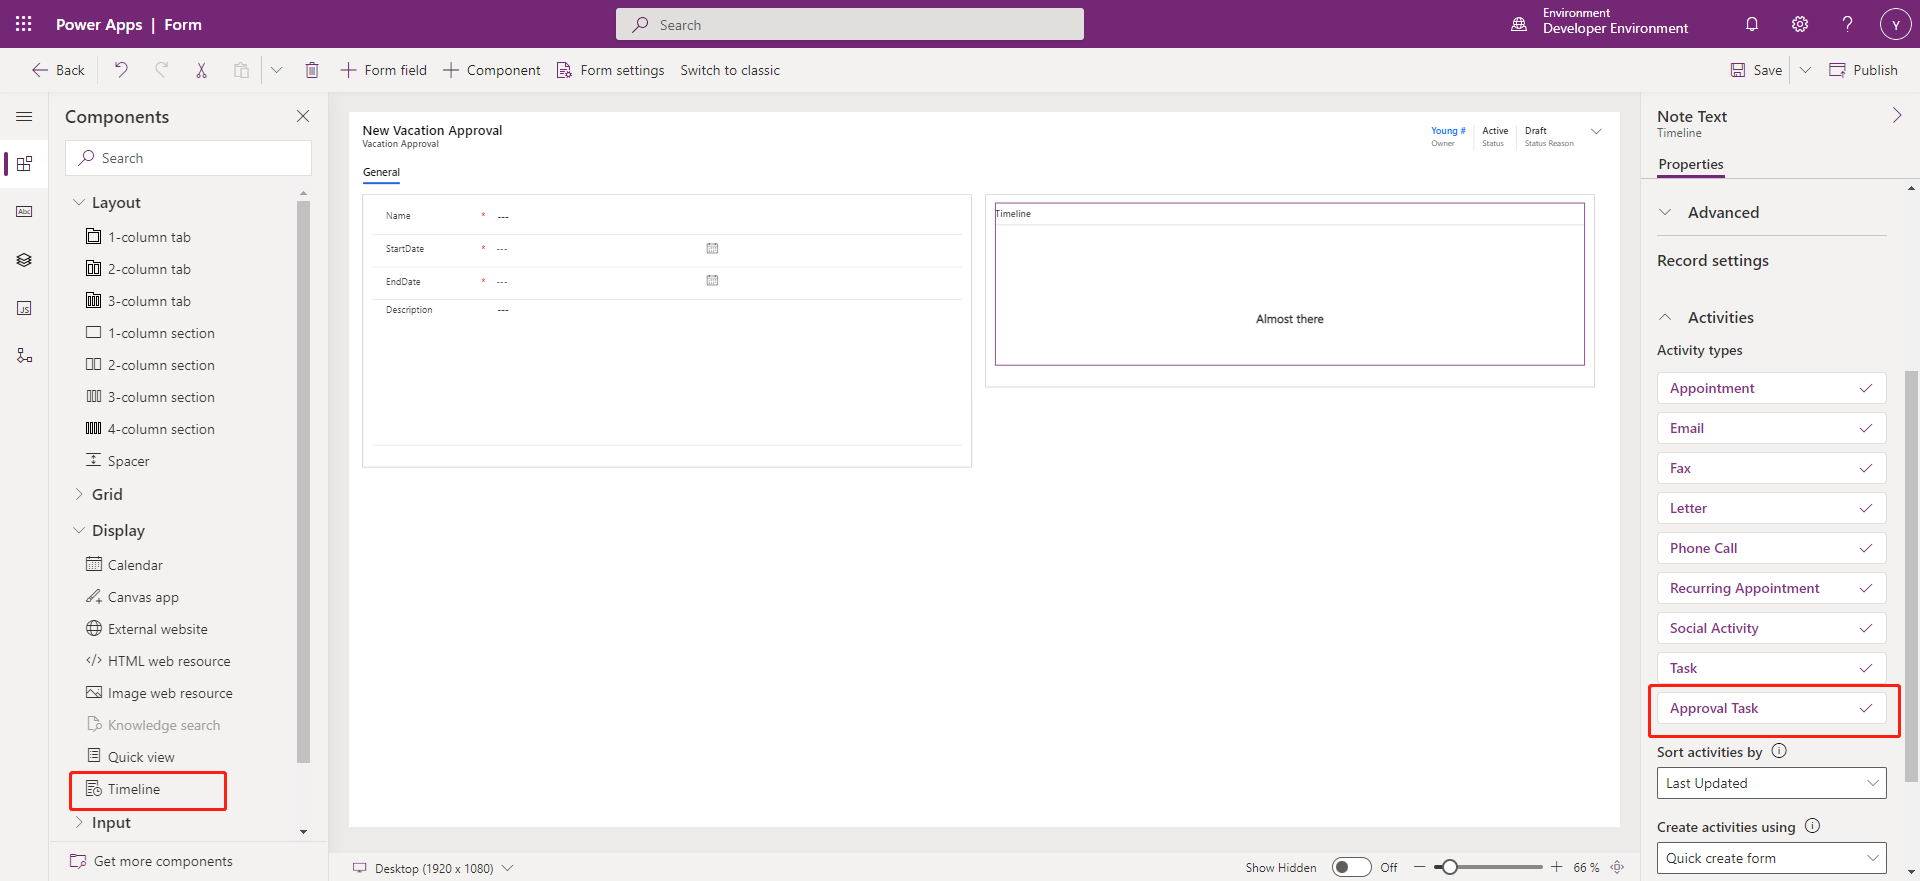 Power Apps | Form
Search
Environment
Developer Environment
?
Y
Back
Form field
Component
Form settings
Switch to classic
Save
Publish
Components
Search
Layout
1-column tab
2-column tab
3-column tab
1-column section
2-column section
3-column section
4-column section
Spacer
Grid
Display
Calendar
Canvas app
External website
HTML web resource
Image web resource
Knowledge search
Quick view
Timeline
Input
Get more components
Abc
JS
New Vacation Approval
Vacation Approval
Young #
Owner
Active
Status
Draft
Status Reason
General
Name * ---
StartDate * ---
EndDate * ---
Description ---
Timeline
Almost there
Desktop (1920 x 1080)
Show Hidden
Off
66 %
Note Text
Timeline
Properties
Advanced
Record settings
Activities
Activity types
Appointment
Email
Fax
Letter
Phone Call
Recurring Appointment
Social Activity
Task
Approval Task
Sort activities by
Last Updated
Create activities using
Quick create form